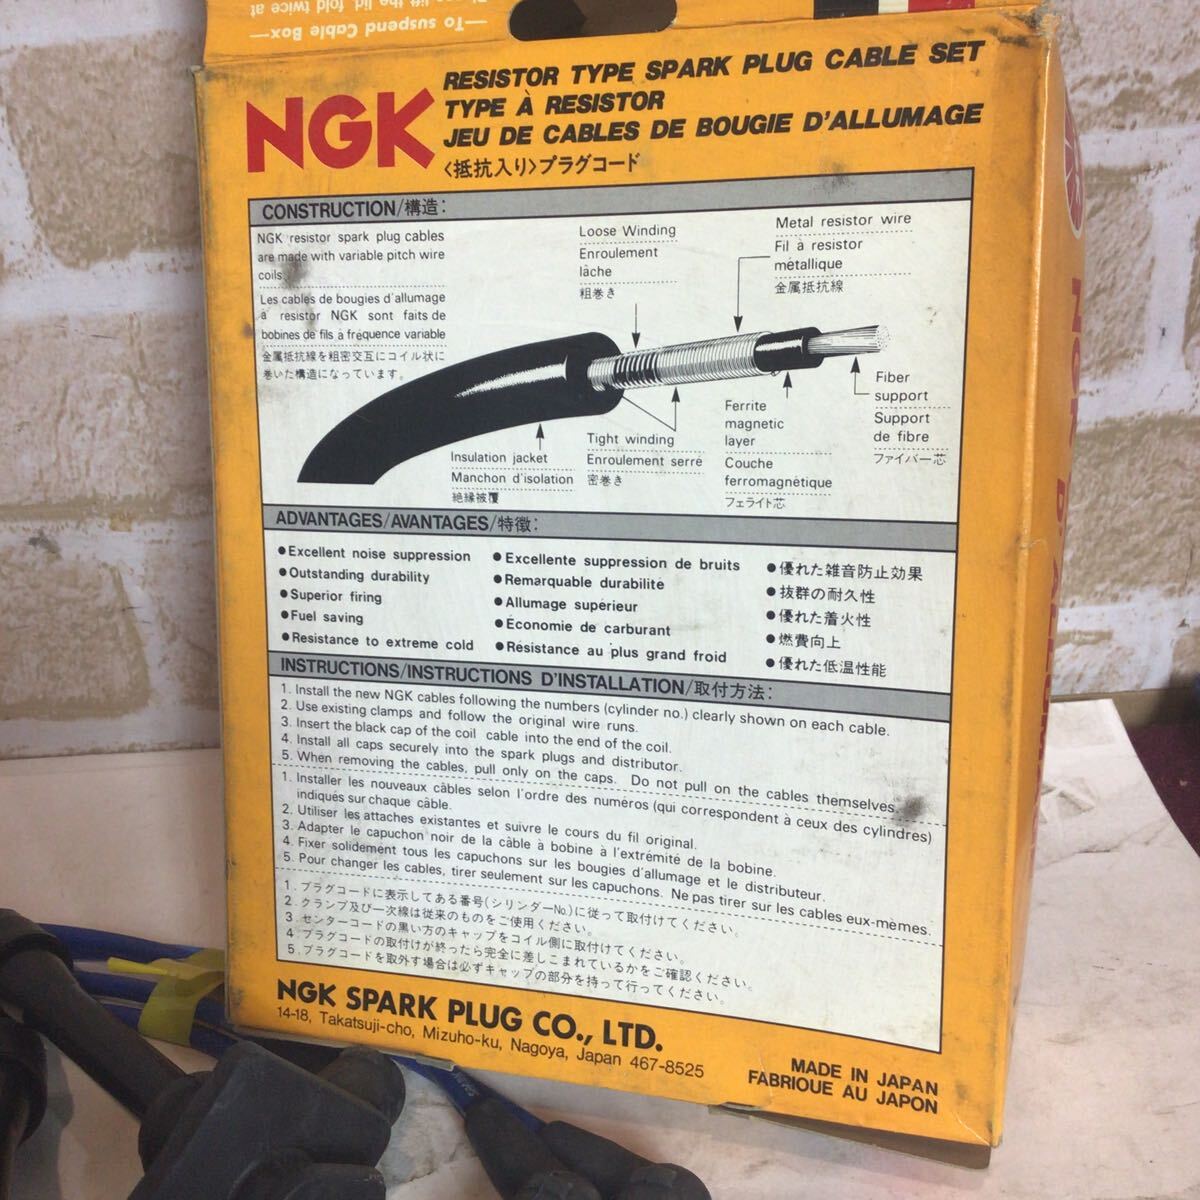 —To suspend Cable Box—
lift the lid fold twice at
NGK
RESISTOR TYPE SPARK PLUG CABLE SET
TYPE À RESISTOR
JEU DE CABLES DE BOUGIE D'ALLUMAGE
〈抵抗入り〉プラグコード
CONSTRUCTION/構造:
NGK resistor spark plug cables
are made with variable pitch wire
coils.
Les cables de bougies d'allumage
a resistor NGK sont faits de
bobines de fils à fréquence variable
金属抵抗線を粗密交互にコイル状に
巻いた構造になっています。
Loose Winding
Enroulement
lâche
粗巻き
Metal resistor wire
Fil à resistor
métallique
金属抵抗線
Fiber
support
Support
de fibre
ファイバー芯
Ferrite
magnetic
layer
Couche
ferromagnétique
フェライト芯
Tight winding
Enroulement serré
密巻き
Insulation jacket
Manchon d'isolation
絶縁被覆
ADVANTAGES/AVANTAGES/特徴:
●Excellent noise suppression
●Outstanding durability
●Superior firing
●Fuel saving
●Resistance to extreme cold
●Excellente suppression de bruits
●Remarquable durabilité
●Allumage supérieur
●Économie de carburant
●Résistance au plus grand froid
●優れた雑音防止効果
●抜群の耐久性
●優れた着火性
●燃費向上
●優れた低温性能
INSTRUCTIONS/INSTRUCTIONS D'INSTALLATION/取付方法:
1. Install the new NGK cables following the numbers (cylinder no.) clearly shown on each cable.
2. Use existing clamps and follow the original wire runs.
3. Insert the black cap of the coil cable into the end of the coil.
4. Install all caps securely into the spark plugs and distributor.
5. When removing the cables, pull only on the caps. Do not pull on the cables themselves.
1. Installer les nouveaux câbles selon l'ordre des numéros (qui correspondent à ceux des cylindres)
indiqués sur chaque câble.
2. Utiliser les attaches existantes et suivre le cours du fil original.
3. Adapter le capuchon noir de la câble à bobine à l'extrémité de la bobine.
4. Fixer solidement tous les capuchons sur les bougies d'allumage et le distributeur.
5. Pour changer les cables, tirer seulement sur les capuchons. Ne pas tirer sur les cables eux-mèmes.
1. プラグコードに表示してある番号(シリンダーNo.)に従って取付けてください。
2. クランプ及び一次線は従来のものをご使用ください。
3. センターコードの黒い方のキャップをコイル側に取付けてください。
4. プラグコードの取付けが終ったら完全に差しこまれているかをご確認ください。
5. プラグコードを取外す場合は必ずキャップの部分を持って行ってください。
NGK SPARK PLUG CO., LTD.
14-18, Takatsuji-cho, Mizuho-ku, Nagoya, Japan 467-8525
MADE IN JAPAN
FABRIQUE AU JAPON